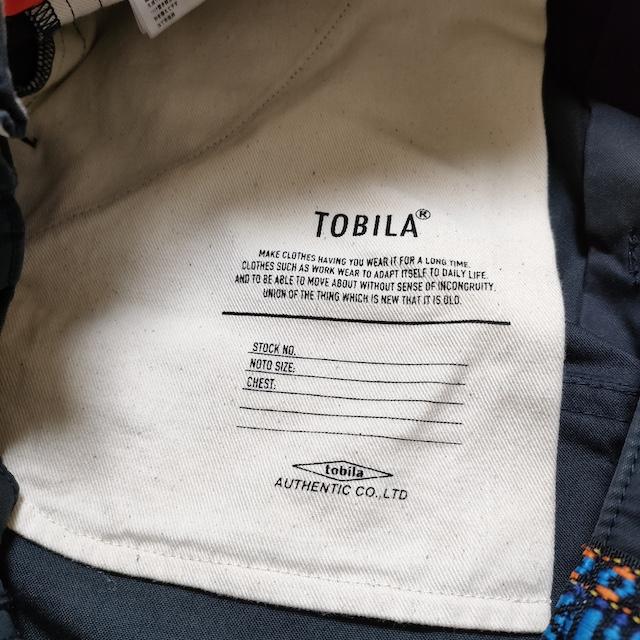 TOBILA®
MAKE CLOTHES HAVING YOU WEAR IT FOR A LONG TIME.
CLOTHES SUCH AS WORK WEAR TO ADAPT ITSELF TO DAILY LIFE.
AND TO BE ABLE TO MOVE ABOUT WITHOUT SENSE OF INCONGRUITY.
UNION OF THE THING WHICH IS NEW THAT IT IS OLD.
STOCK NO.
NOTO SIZE:
CHEST:
tobila
AUTHENTIC CO.,LTD